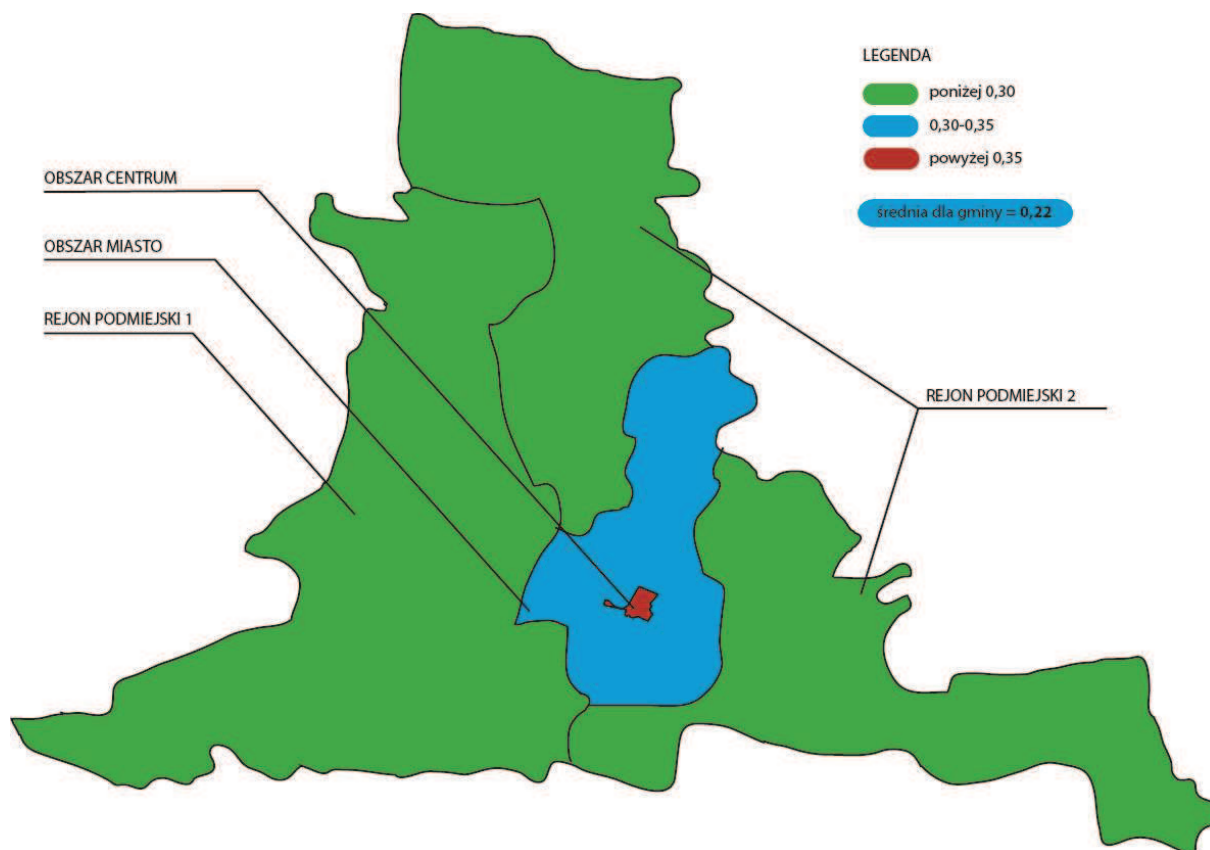 LEGENDA
poniżej 0,30
0,30-0,35
powyżej 0,35
średnia dla gminy = 0,22
OBSZAR CENTRUM
OBSZAR MIASTO
REJON PODMIEJSKI 1
REJON PODMIEJSKI 2